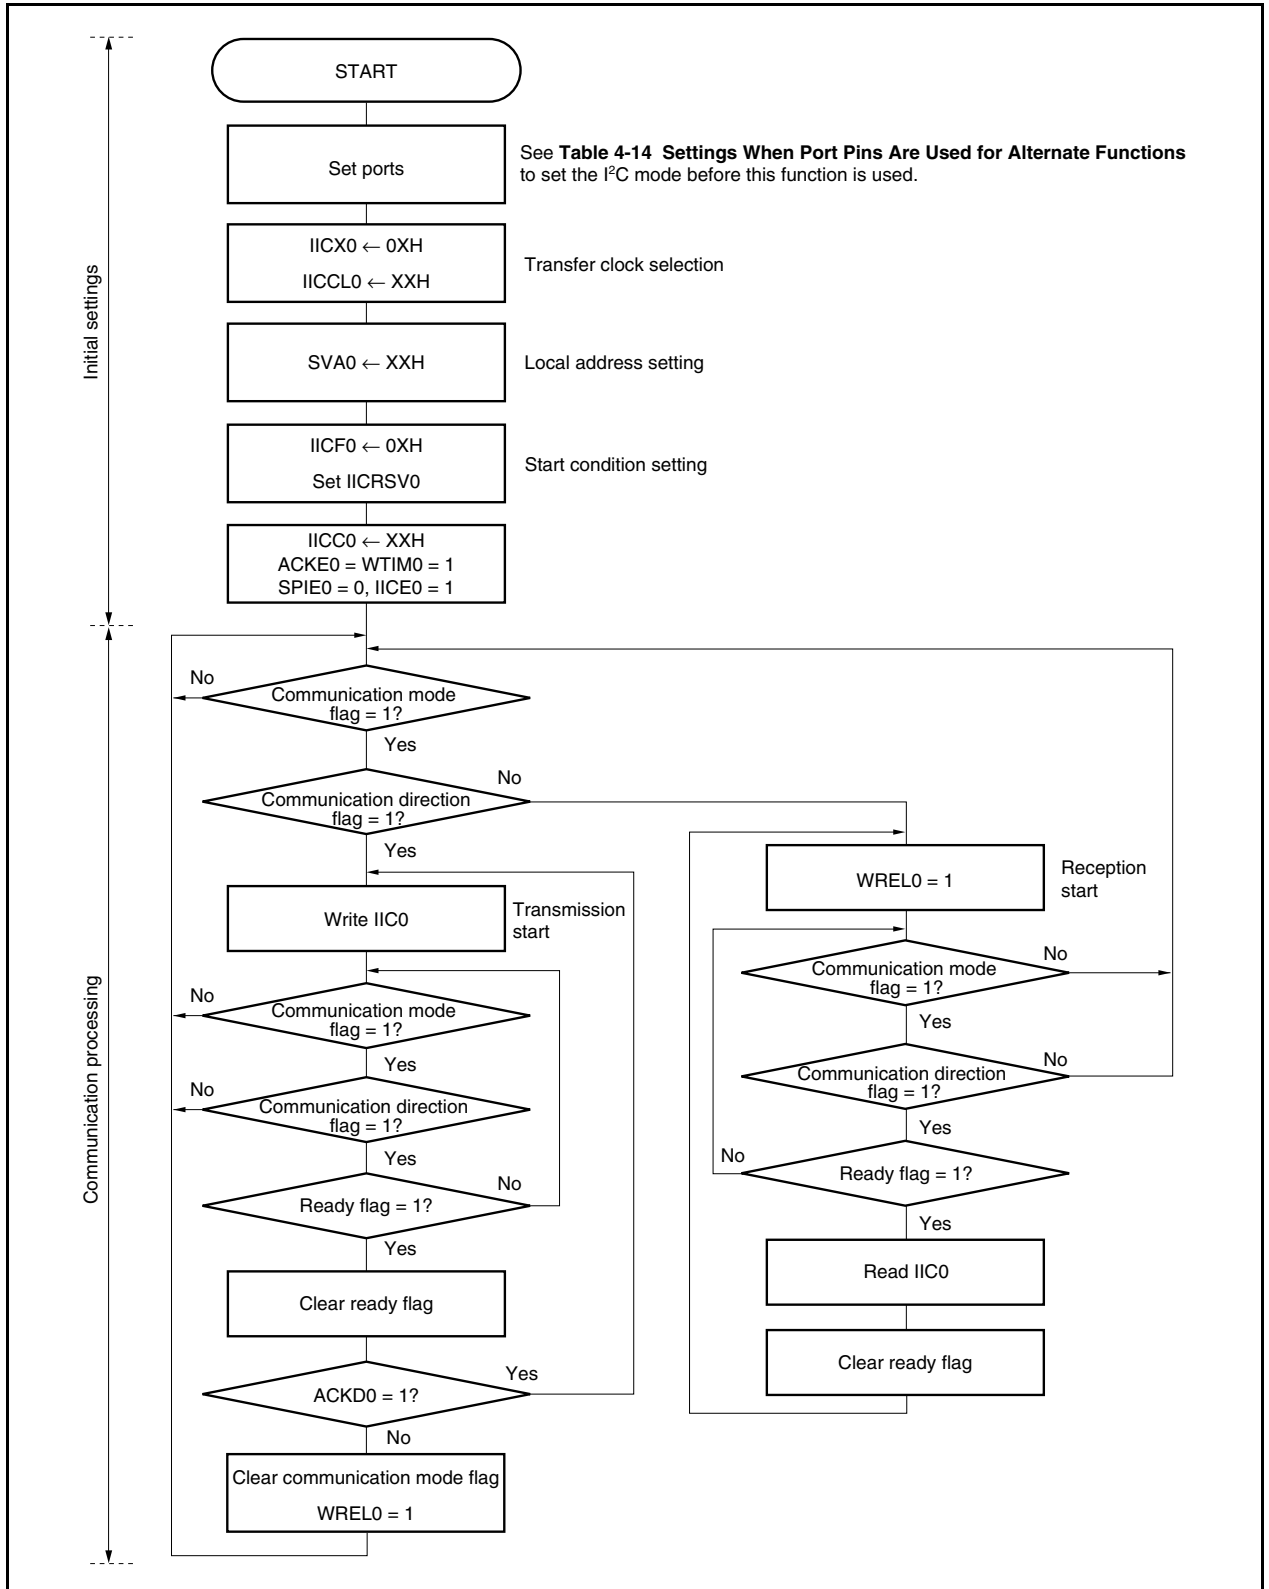 START
Set ports
See Table 4-14 Settings When Port Pins Are Used for Alternate Functions
to set the I²C mode before this function is used.
IICX0 ← 0XH
IICCL0 ← XXH
Transfer clock selection
Initial settings
SVA0 ← XXH
Local address setting
IICF0 ← 0XH
Set IICRSV0
Start condition setting
IICC0 ← XXH
ACKE0 = WTIM0 = 1
SPIE0 = 0, IICE0 = 1
No
Communication mode
flag = 1?
Yes
No
Communication direction
flag = 1?
Yes
Write IIC0
Transmission
start
No
Communication mode
flag = 1?
Yes
No
Communication direction
flag = 1?
Yes
No
Ready flag = 1?
Yes
Clear ready flag
Yes
ACKD0 = 1?
No
Clear communication mode flag
WREL0 = 1
Communication processing
WREL0 = 1
Reception
start
No
Communication mode
flag = 1?
Yes
No
Communication direction
flag = 1?
Yes
No
Ready flag = 1?
Yes
Read IIC0
Clear ready flag